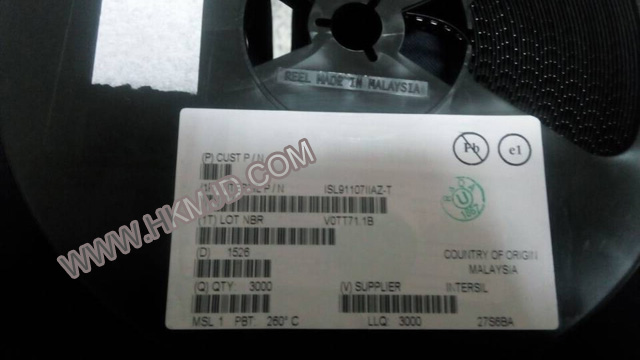 REEL MADE IN MALAYSIA
(P) CUST P / N
Pb
e1
INTERSIL P / N ISL91107IIAZ-T
(1T) LOT NBR V0TT71.1B
(D) 1526
COUNTRY OF ORIGIN
MALAYSIA
(Q) QTY: 3000
(V) SUPPLIER INTERSIL
MSL 1 PBT: 260° C LLQ: 3000 27S6BA
WWW.HKMJD.COM